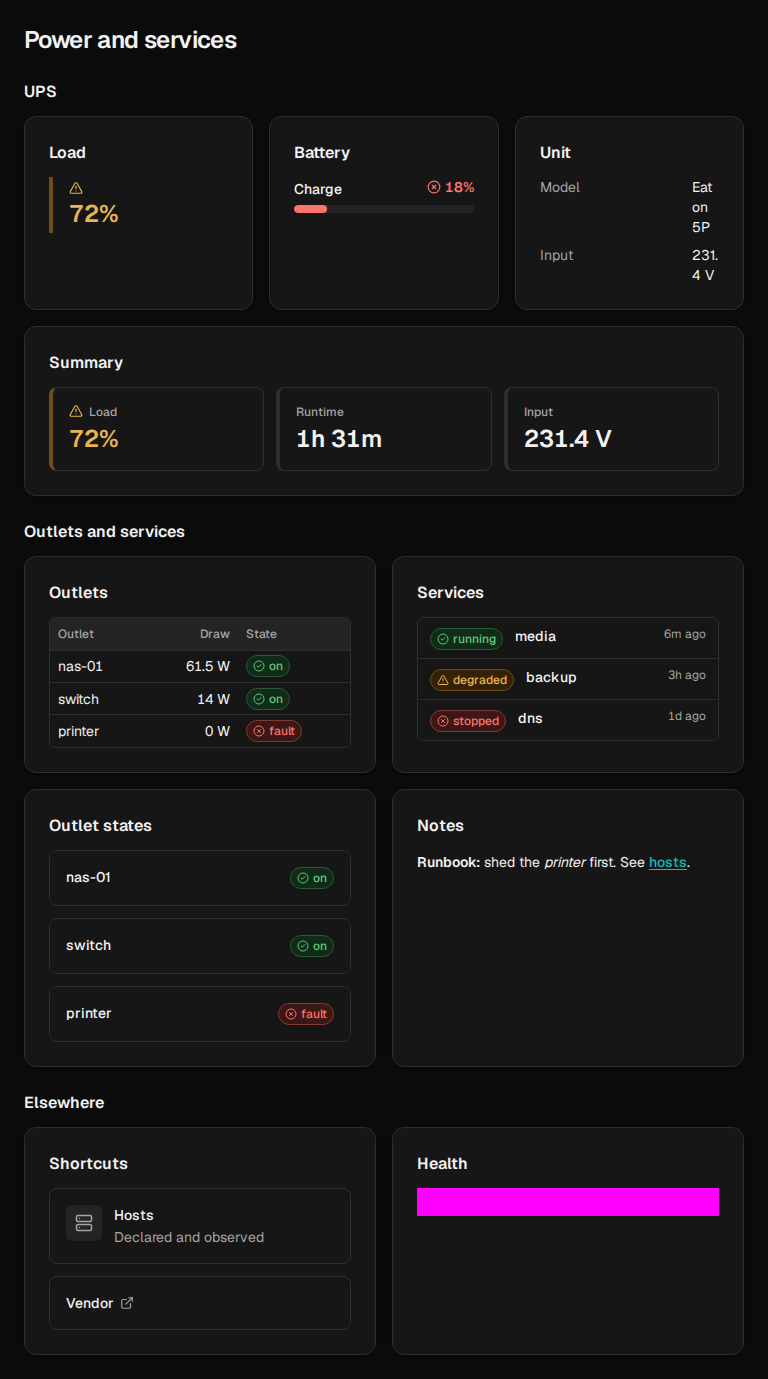 Power and services
UPS
Load
72%
Battery
Charge
18%
Unit
Model
Eat
on
5P
Input
231.
4 V
Summary
Load
72%
Runtime
1h 31m
Input
231.4 V
Outlets and services
Outlets
Outlet Draw State
nas-01 61.5 W on
switch 14 W on
printer 0 W fault
Services
running media 6m ago
degraded backup 3h ago
stopped dns 1d ago
Outlet states
nas-01 on
switch on
printer fault
Notes
Runbook: shed the printer first. See hosts.
Elsewhere
Shortcuts
Hosts
Declared and observed
Vendor
Health